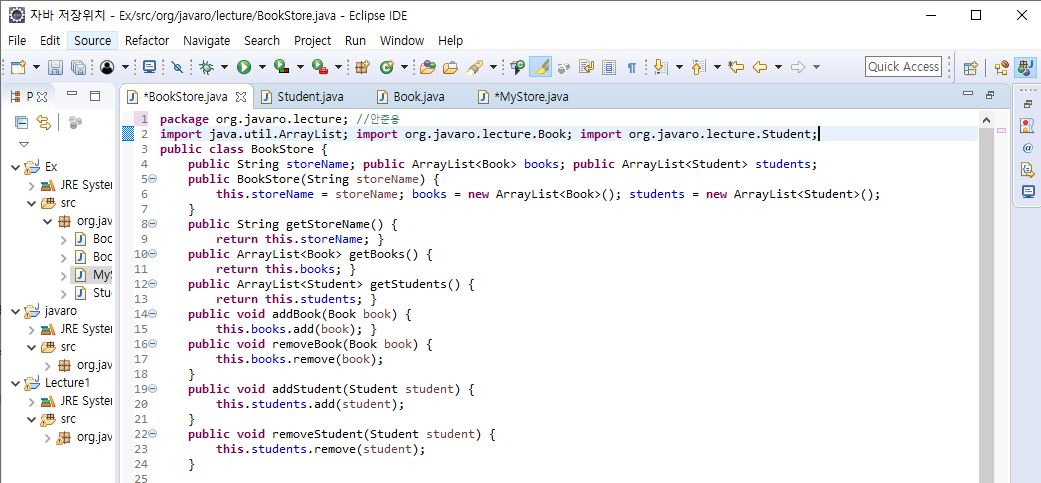 자바 저장위치 - Ex/src/org/javaro/lecture/BookStore.java - Eclipse IDE
File Edit Source Refactor Navigate Search Project Run Window Help
Quick Access
P
*BookStore.java Student.java Book.java *MyStore.java
Ex
JRE System
src
org.jav
Boo
Boo
MyS
Stu
javaro
JRE System
src
org.jav
Lecture1
JRE System
src
org.jav
1 package org.javaro.lecture; //안준용
2 import java.util.ArrayList; import org.javaro.lecture.Book; import org.javaro.lecture.Student;
3 public class BookStore {
4 public String storeName; public ArrayList<Book> books; public ArrayList<Student> students;
5 public BookStore(String storeName) {
6 this.storeName = storeName; books = new ArrayList<Book>(); students = new ArrayList<Student>();
7 }
8 public String getStoreName() {
9 return this.storeName; }
10 public ArrayList<Book> getBooks() {
11 return this.books; }
12 public ArrayList<Student> getStudents() {
13 return this.students; }
14 public void addBook(Book book) {
15 this.books.add(book); }
16 public void removeBook(Book book) {
17 this.books.remove(book);
18 }
19 public void addStudent(Student student) {
20 this.students.add(student);
21 }
22 public void removeStudent(Student student) {
23 this.students.remove(student);
24 }
25